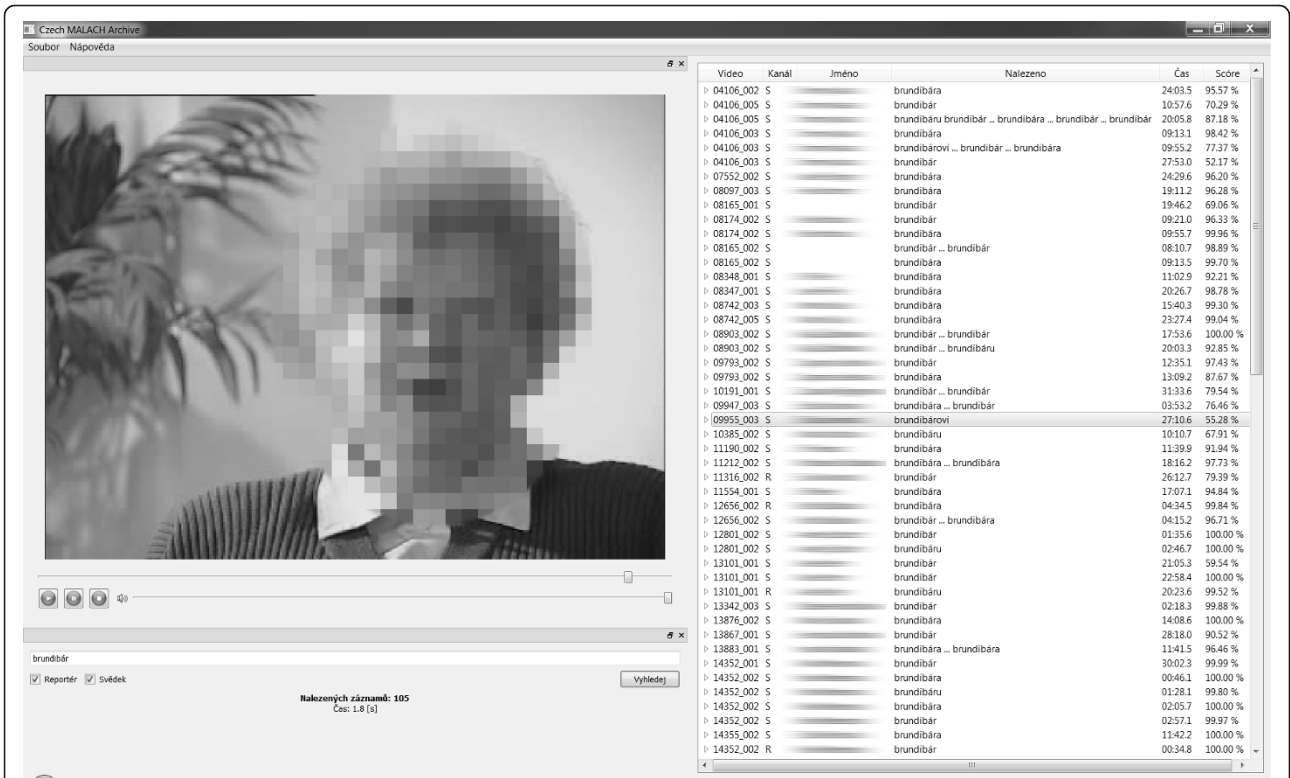 Czech MALACH Archive
Soubor Nápověda
brundibár
Reportér Svědek Vyhledej
Nalezených záznamů: 105
Čas: 1.8 [s]
Video Kanál Jméno Nalezeno Čas Scóre
04106_002 S brundibára 24:03.5 95.57 %
04106_005 S brundibár 10:57.6 70.29 %
04106_005 S brundibáru brundibár ... brundibára ... brundibár ... brundibár 20:05.8 87.18 %
04106_003 S brundibára 09:13.1 98.42 %
04106_003 S brundibárovi ... brundibár ... brundibára 09:55.2 77.37 %
04106_003 S brundibár 27:53.0 52.17 %
07552_002 S brundibára 24:29.6 96.20 %
08097_003 S brundibára 19:11.2 96.28 %
08165_001 S brundibár 19:46.2 69.06 %
08174_002 S brundibár 09:21.0 96.33 %
08174_002 S brundibára 09:55.7 99.96 %
08165_002 S brundibár ... brundibár 08:10.7 98.89 %
08165_002 S brundibára 09:13.5 99.70 %
08348_001 S brundibára 11:02.9 92.21 %
08347_001 S brundibára 20:26.7 98.78 %
08742_003 S brundibára 15:40.3 99.30 %
08742_005 S brundibára 23:27.4 99.04 %
08903_002 S brundibár ... brundibár 17:53.6 100.00 %
08903_002 S brundibár ... brundibáru 20:03.3 92.85 %
09793_002 S brundibár 12:35.1 97.43 %
09793_002 S brundibára 13:09.2 87.67 %
10191_001 S brundibár ... brundibár 31:33.6 79.54 %
09947_003 S brundibára ... brundibár 03:53.2 76.46 %
09955_003 S brundibárovi 27:10.6 55.28 %
10385_002 S brundibáru 10:10.7 67.91 %
11190_002 S brundibára 11:39.9 91.94 %
11212_002 S brundibára ... brundibára 18:16.2 97.73 %
11316_002 R brundibár 26:12.7 79.39 %
11554_001 S brundibára 17:07.1 94.84 %
12656_002 R brundibára 04:34.5 99.84 %
12656_002 S brundibár ... brundibára 04:15.2 96.71 %
12801_002 S brundibár 01:35.6 100.00 %
12801_002 S brundibáru 02:46.7 100.00 %
13101_001 S brundibár 21:05.3 59.54 %
13101_001 S brundibár 22:58.4 100.00 %
13101_001 R brundibáru 20:23.6 99.52 %
13342_003 S brundibár 02:18.3 99.88 %
13876_002 S brundibára 14:08.6 100.00 %
13867_001 S brundibár 28:18.0 90.52 %
13883_001 S brundibára ... brundibára 11:41.5 96.46 %
14352_001 S brundibár 30:02.3 99.99 %
14352_002 S brundibára 00:46.1 100.00 %
14352_002 S brundibáru 01:28.1 99.80 %
14352_002 S brundibár 02:05.7 100.00 %
14352_002 S brundibár 02:57.1 99.97 %
14355_002 S brundibára 11:42.2 100.00 %
14352_002 R brundibár 00:34.8 100.00 %